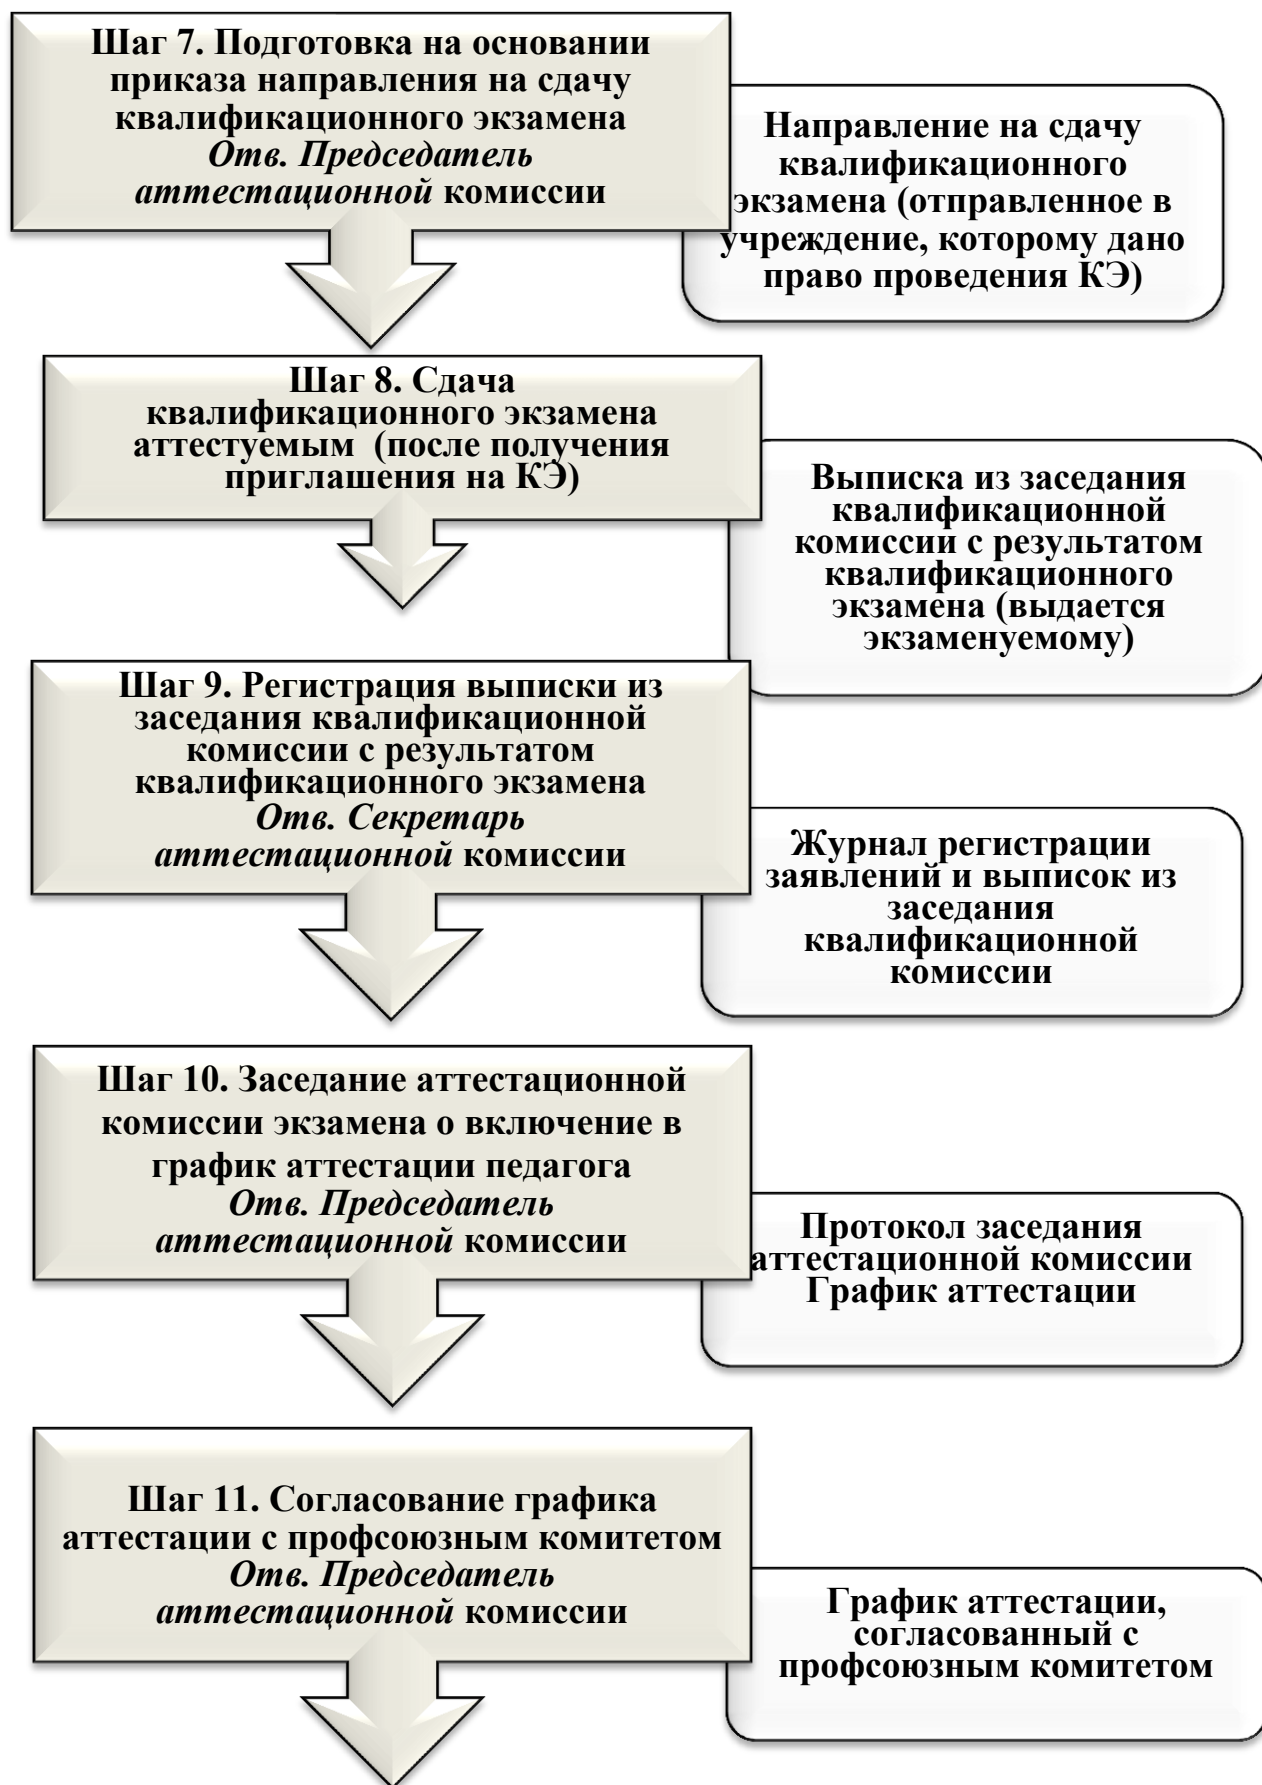 Шаг 7. Подготовка на основании
приказа направления на сдачу
квалификационного экзамена
Отв. Председатель
аттестационной комиссии
Направление на сдачу
квалификационного
экзамена (отправленное в
учреждение, которому дано
право проведения КЭ)
Шаг 8. Сдача
квалификационного экзамена
аттестуемым (после получения
приглашения на КЭ)
Выписка из заседания
квалификационной
комиссии с результатом
квалификационного
экзамена (выдается
экзаменуемому)
Шаг 9. Регистрация выписки из
заседания квалификационной
комиссии с результатом
квалификационного экзамена
Отв. Секретарь
аттестационной комиссии
Журнал регистрации
заявлений и выписок из
заседания
квалификационной
комиссии
Шаг 10. Заседание аттестационной
комиссии экзамена о включение в
график аттестации педагога
Отв. Председатель
аттестационной комиссии
Протокол заседания
аттестационной комиссии
График аттестации
Шаг 11. Согласование графика
аттестации с профсоюзным комитетом
Отв. Председатель
аттестационной комиссии
График аттестации,
согласованный с
профсоюзным комитетом